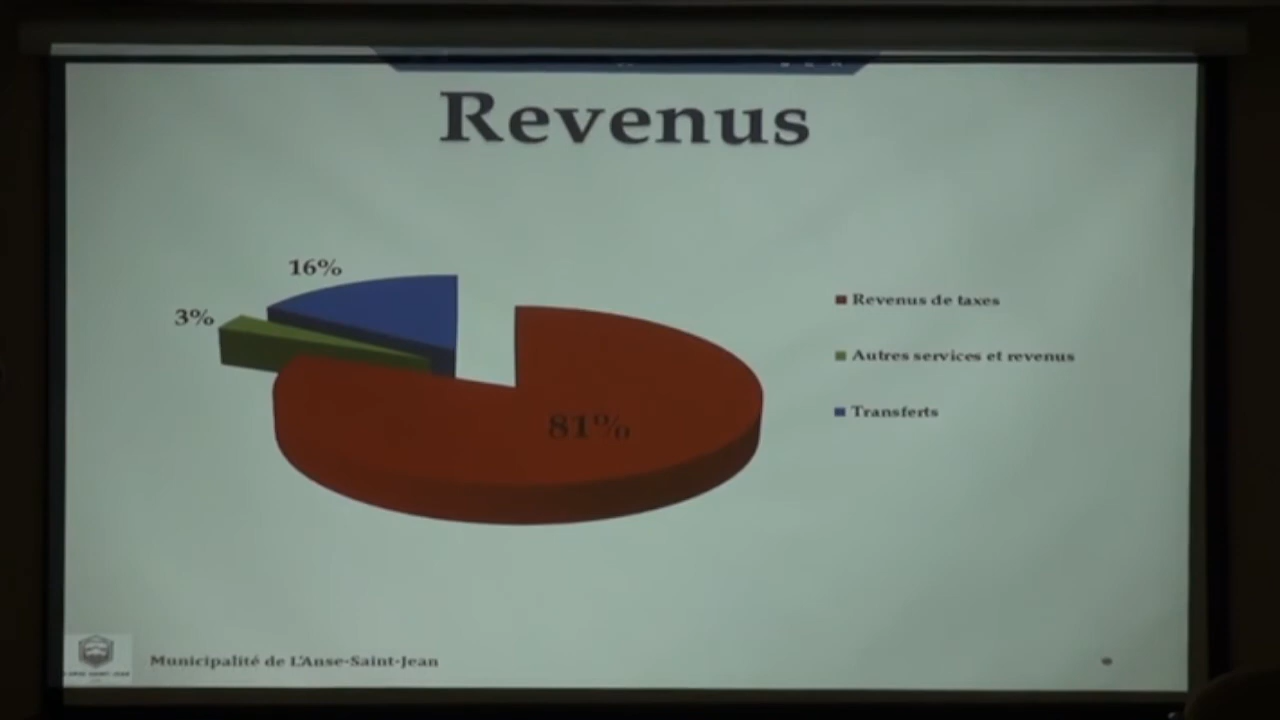 Revenus
16%
3%
81%
Revenus de taxes
Autres services et revenus
Transferts
Municipalité de L'Anse-Saint-Jean